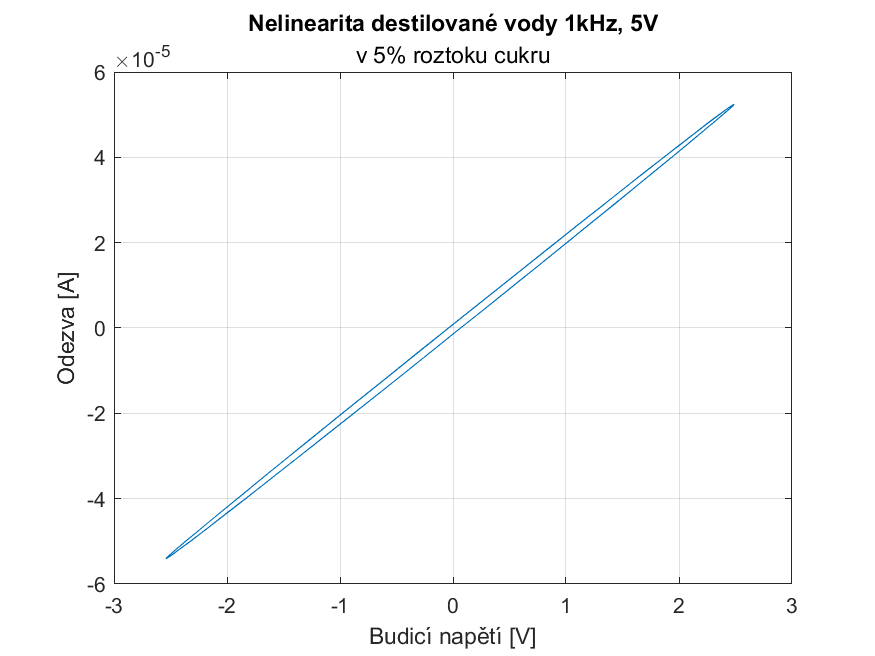 Nelinearita destilované vody 1kHz, 5V
v 5% roztoku cukru
×10-5
6
4
2
0
-2
-4
-6
-3 -2 -1 0 1 2 3
Odezva [A]
Budicí napětí [V]